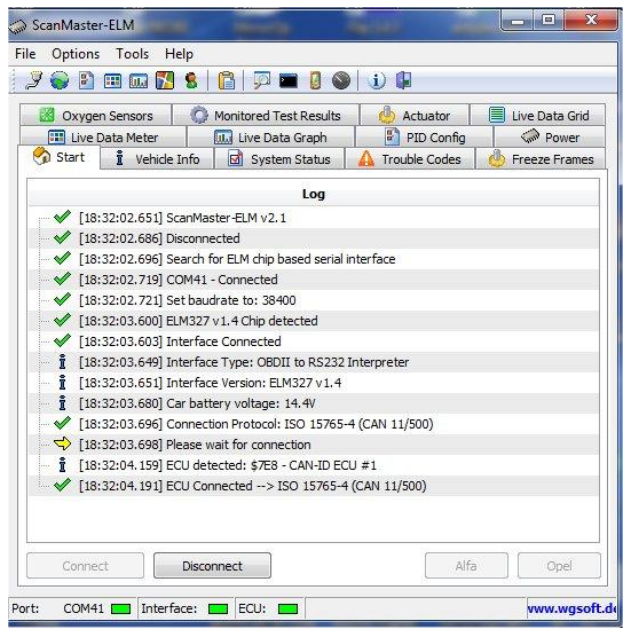 ScanMaster-ELM
File Options Tools Help
Oxygen Sensors Monitored Test Results Actuator Live Data Grid
Live Data Meter Live Data Graph PID Config Power
Start Vehicle Info System Status Trouble Codes Freeze Frames
Log
[18:32:02.651] ScanMaster-ELM v2.1
[18:32:02.686] Disconnected
[18:32:02.696] Search for ELM chip based serial interface
[18:32:02.719] COM41 - Connected
[18:32:02.721] Set baudrate to: 38400
[18:32:03.600] ELM327 v1.4 Chip detected
[18:32:03.603] Interface Connected
[18:32:03.649] Interface Type: OBDII to RS232 Interpreter
[18:32:03.651] Interface Version: ELM327 v1.4
[18:32:03.680] Car battery voltage: 14.4V
[18:32:03.696] Connection Protocol: ISO 15765-4 (CAN 11/500)
[18:32:03.698] Please wait for connection
[18:32:04.159] ECU detected: $7E8 - CAN-ID ECU #1
[18:32:04.191] ECU Connected --> ISO 15765-4 (CAN 11/500)
Connect Disconnect Alfa Opel
Port: COM41 Interface: ECU: www.wgsoft.de